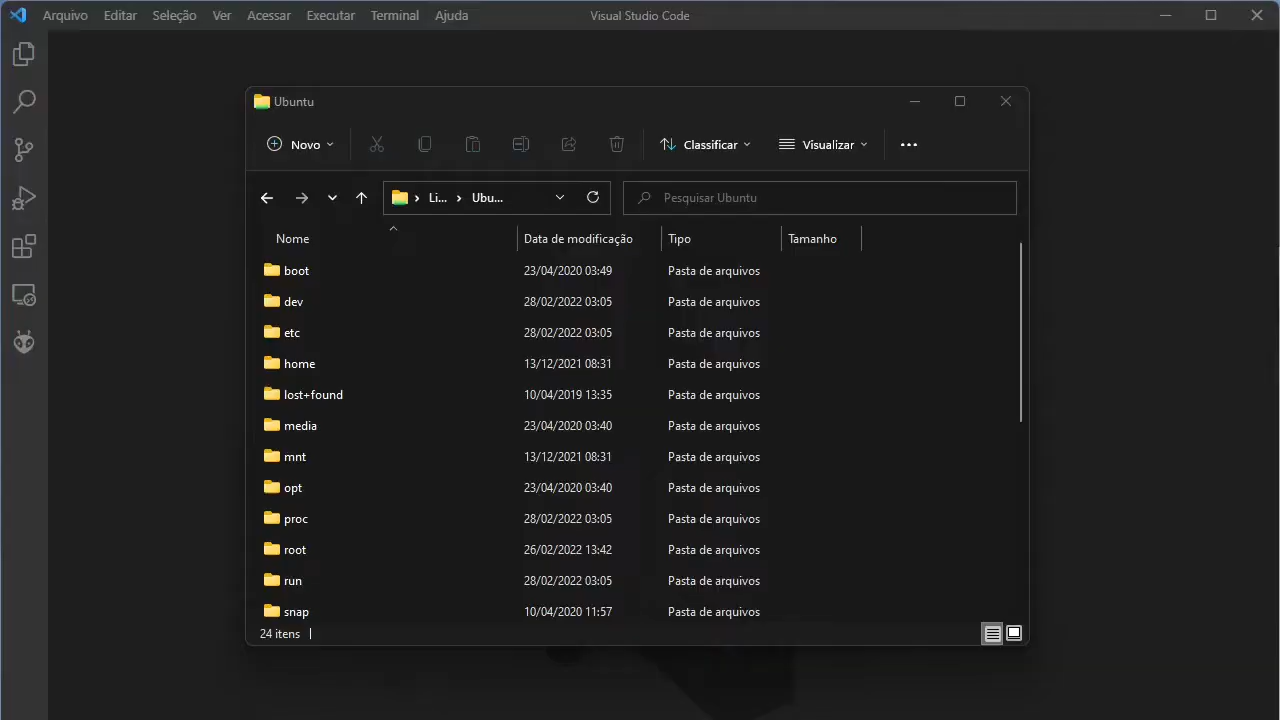 Arquivo Editar Seleção Ver Acessar Executar Terminal Ajuda Visual Studio Code
Ubuntu
Novo Classificar Visualizar
Li... Ubu... Pesquisar Ubuntu
Nome Data de modificação Tipo Tamanho
boot 23/04/2020 03:49 Pasta de arquivos
dev 28/02/2022 03:05 Pasta de arquivos
etc 28/02/2022 03:05 Pasta de arquivos
home 13/12/2021 08:31 Pasta de arquivos
lost+found 10/04/2019 13:35 Pasta de arquivos
media 23/04/2020 03:40 Pasta de arquivos
mnt 13/12/2021 08:31 Pasta de arquivos
opt 23/04/2020 03:40 Pasta de arquivos
proc 28/02/2022 03:05 Pasta de arquivos
root 26/02/2022 13:42 Pasta de arquivos
run 28/02/2022 03:05 Pasta de arquivos
snap 10/04/2020 11:57 Pasta de arquivos
24 itens